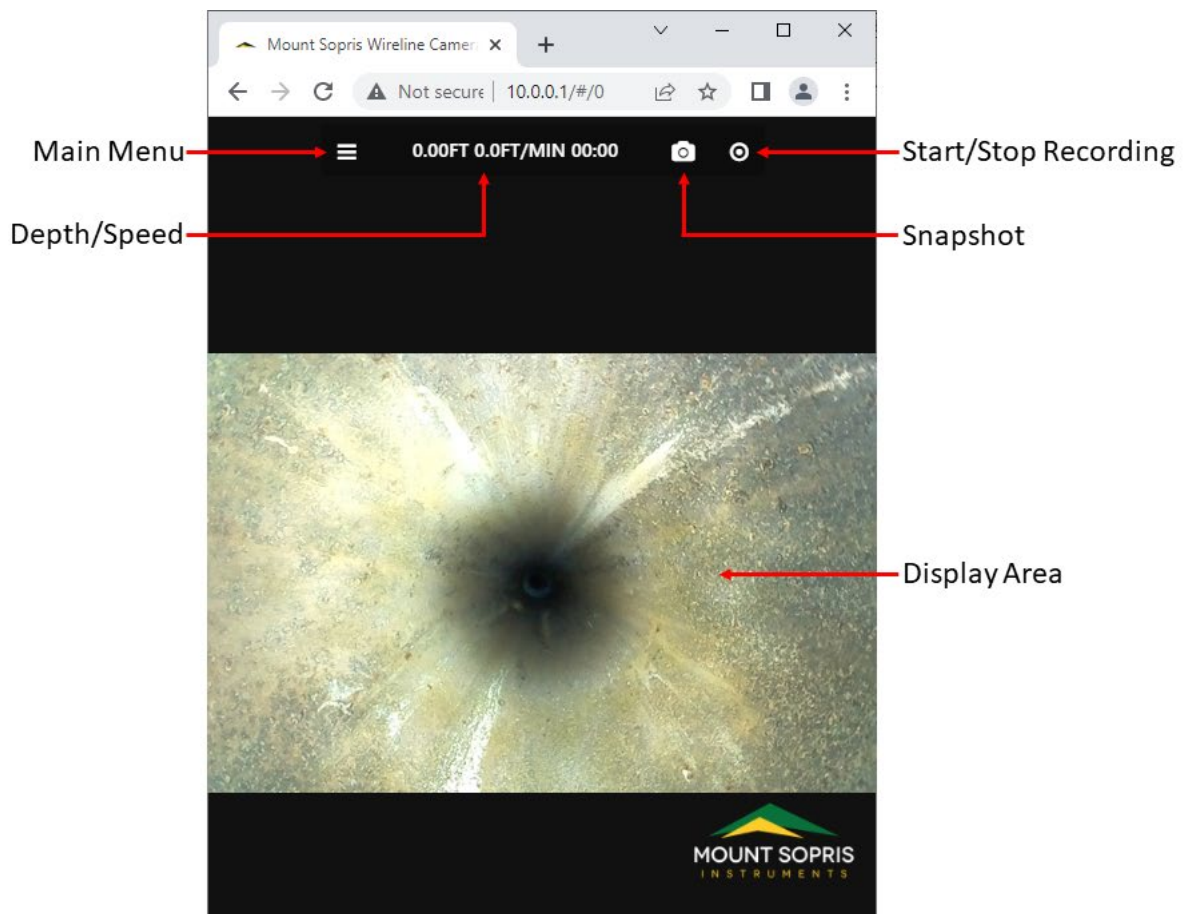 Mount Sopris Wireline Camer
Not secure 10.0.0.1/#/0
Main Menu
0.00FT 0.0FT/MIN 00:00
Start/Stop Recording
Depth/Speed
Snapshot
Display Area
MOUNT SOPRIS
INSTRUMENTS